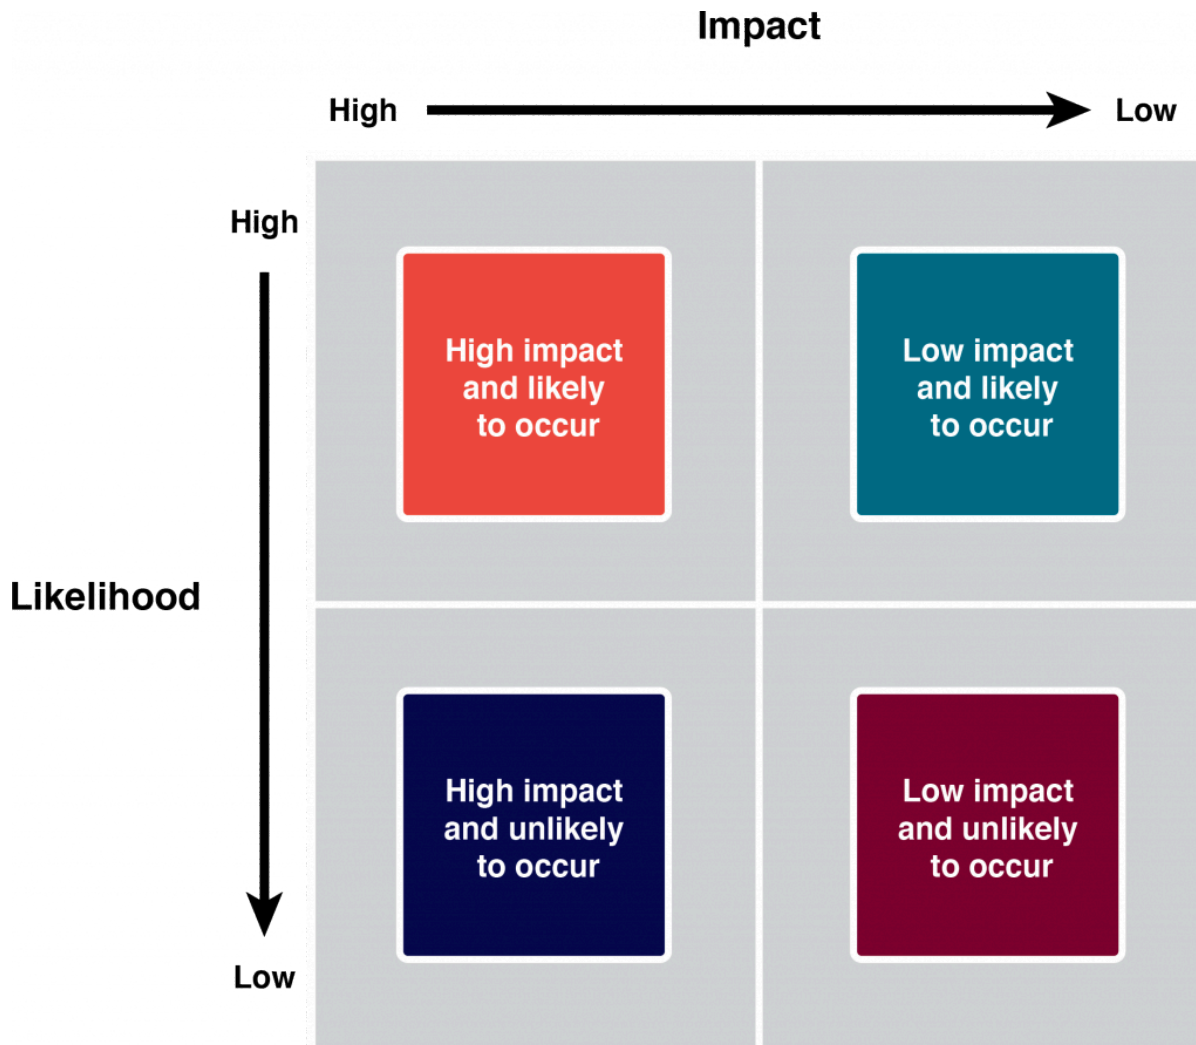 Impact
High
Low
High
High impact
and likely
to occur
Low impact
and likely
to occur
Likelihood
High impact
and unlikely
to occur
Low impact
and unlikely
to occur
Low